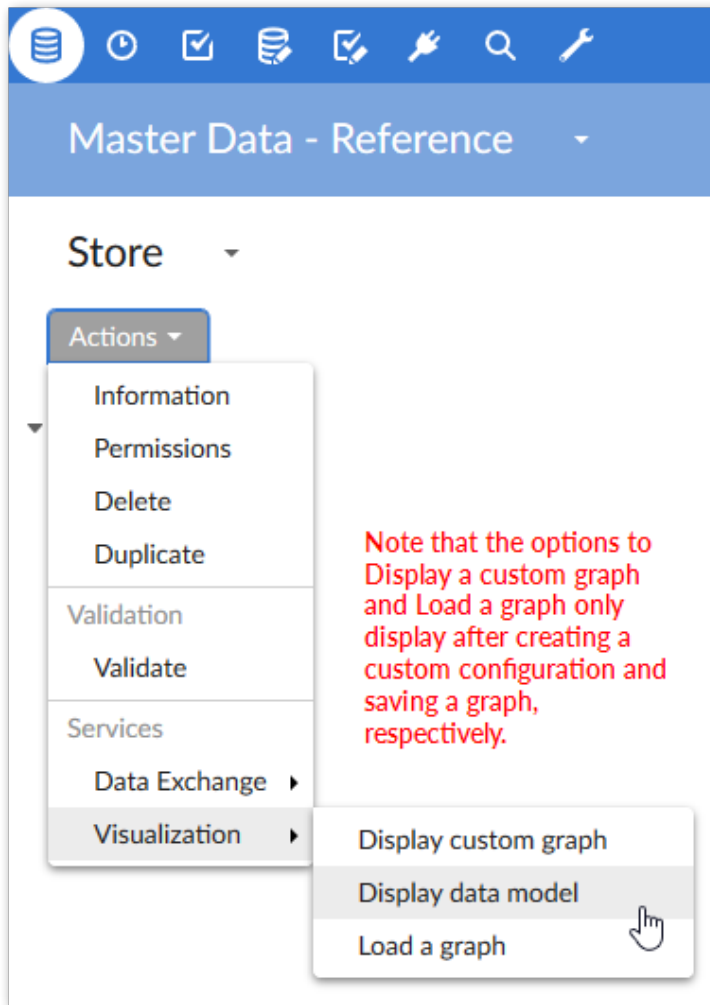 Master Data - Reference
Store
Actions
Information
Permissions
Delete
Duplicate
Note that the options to
Display a custom graph
and Load a graph only
display after creating a
custom configuration and
saving a graph,
respectively.
Validation
Validate
Services
Data Exchange
Visualization
Display custom graph
Display data model
Load a graph